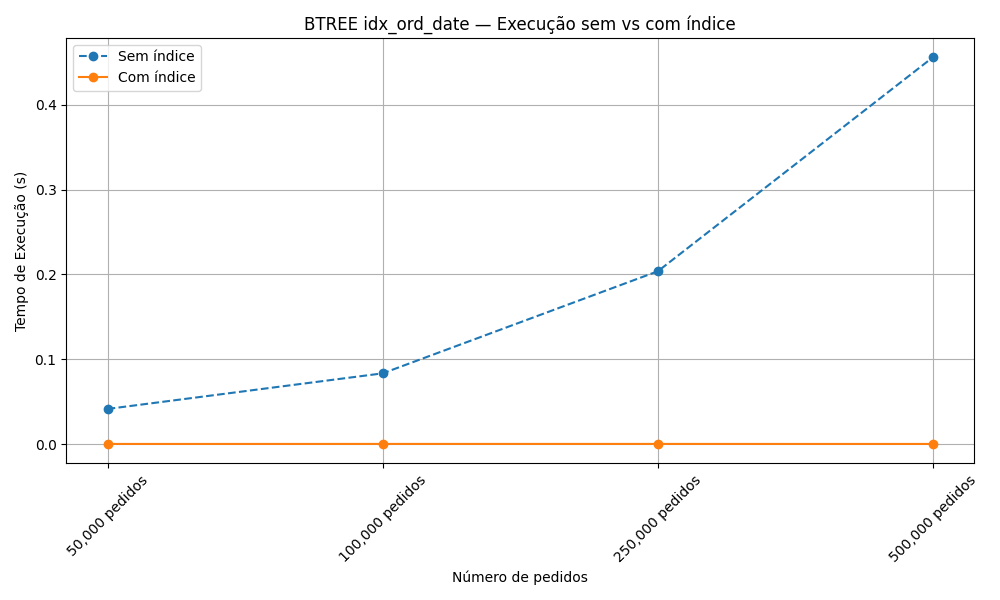 BTREE idx_ord_date — Execução sem vs com índice
Sem índice
Com índice
Tempo de Execução (s)
0.4
0.3
0.2
0.1
0.0
50,000 pedidos
100,000 pedidos
250,000 pedidos
500,000 pedidos
Número de pedidos